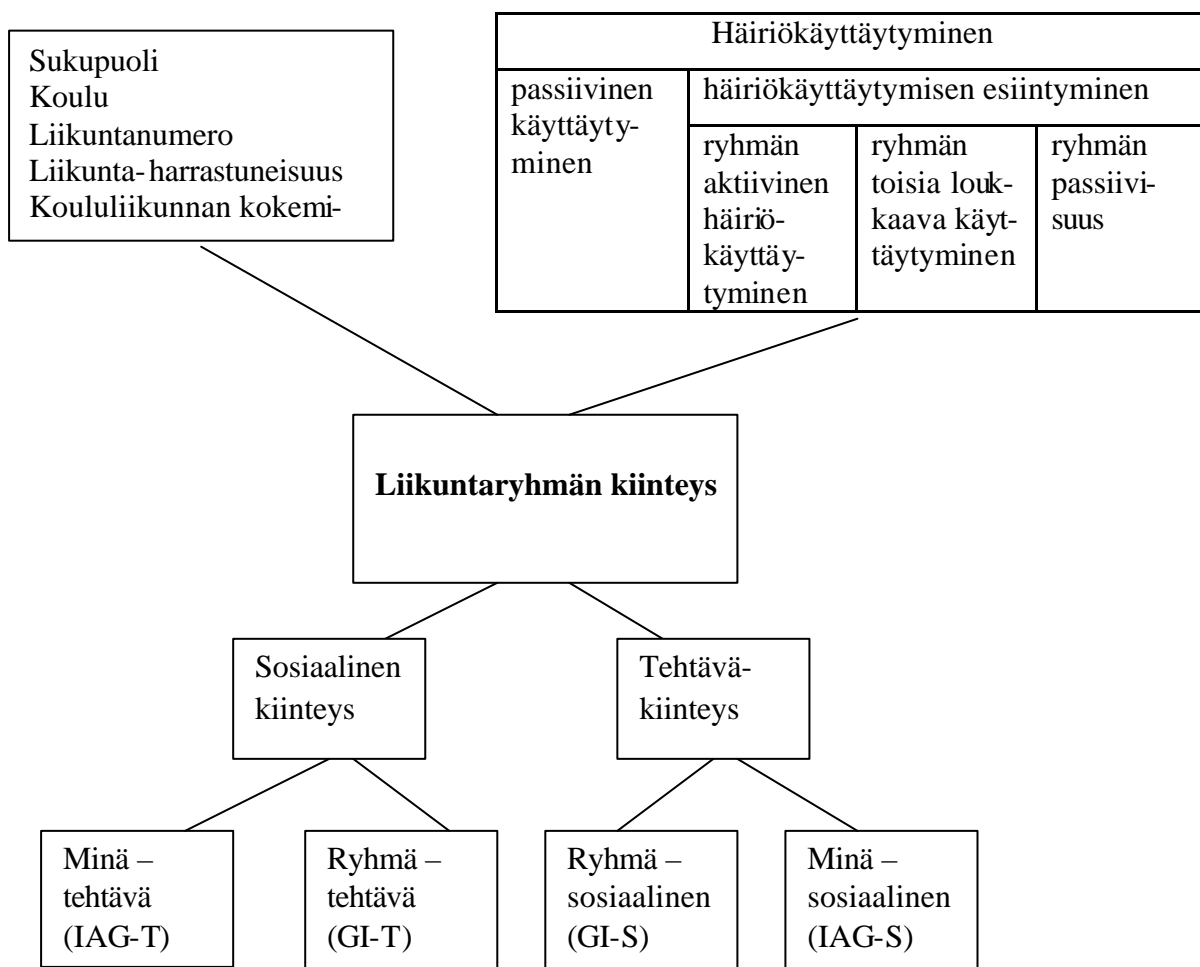 Sukupuoli
Koulu
Liikuntanumero
Liikunta-harrastuneisuus
Koululiikunnan kokemi-
Häiriökäyttäytyminen
passiivinen
käyttäyty-
minen
häiriökäyttäytymisen esiintyminen
ryhmän
aktiivinen
häiriö-
käyttäy-
tyminen
ryhmän
toisia louk-
kaava käyt-
täytyminen
ryhmän
passiivi-
suus
Liikuntaryhmän kiinteys
Sosiaalinen
kiinteys
Tehtävä-
kiinteys
Minä –
tehtävä
(IAG-T)
Ryhmä –
tehtävä
(GI-T)
Ryhmä –
sosiaalinen
(GI-S)
Minä –
sosiaalinen
(IAG-S)